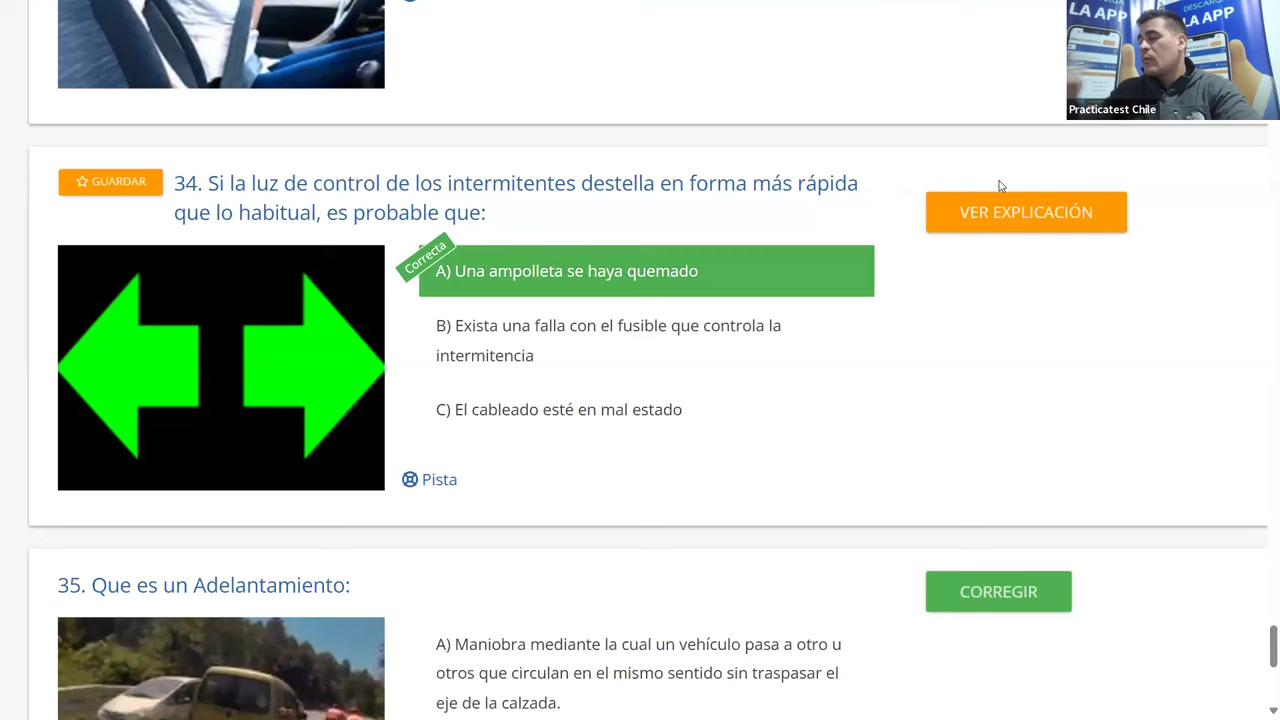 DESCARGA
LA APP
DESCARGA
LA APP
Practicatest Chile
GUARDAR
34. Si la luz de control de los intermitentes destella en forma más rápida
que lo habitual, es probable que:
VER EXPLICACIÓN
Correcta
A) Una ampolleta se haya quemado
B) Exista una falla con el fusible que controla la
intermitencia
C) El cableado esté en mal estado
Pista
35. Que es un Adelantamiento:
CORREGIR
A) Maniobra mediante la cual un vehículo pasa a otro u
otros que circulan en el mismo sentido sin traspasar el
eje de la calzada.